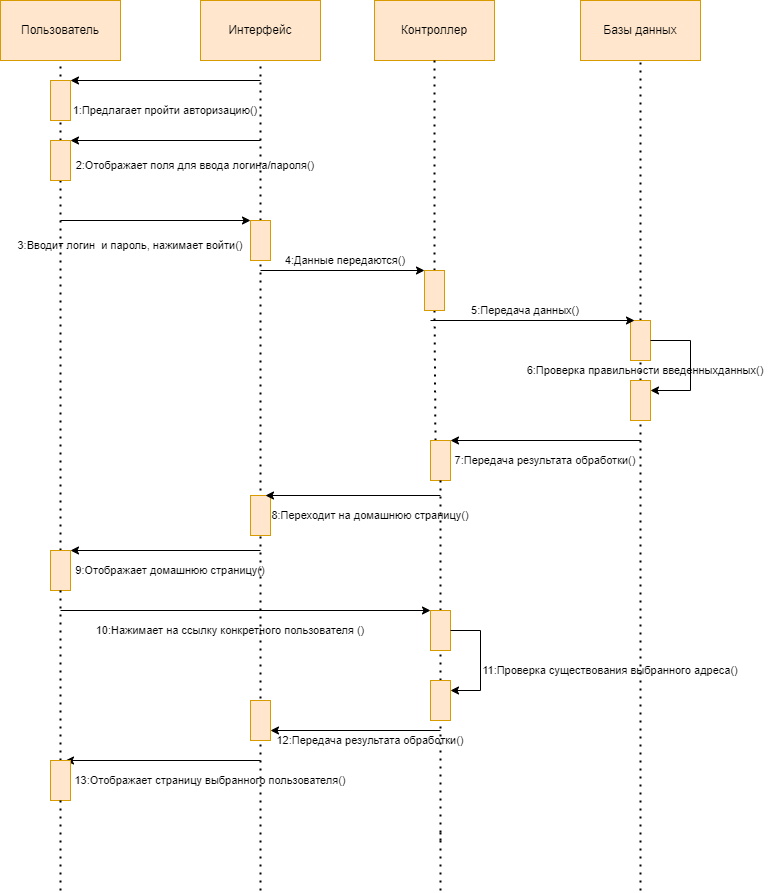 Пользователь
Интерфейс
Контроллер
Базы данных
1:Предлагает пройти авторизацию()
2:Отображает поля для ввода логина/пароля()
3:Вводит логин и пароль, нажимает войти()
4:Данные передаются()
5:Передача данных()
6:Проверка правильности введенныхданных()
7:Передача результата обработки()
8:Переходит на домашнюю страницу()
9:Отображает домашнюю страницу()
10:Нажимает на ссылку конкретного пользователя ()
11:Проверка существования выбранного адреса()
12:Передача результата обработки()
13:Отображает страницу выбранного пользователя()